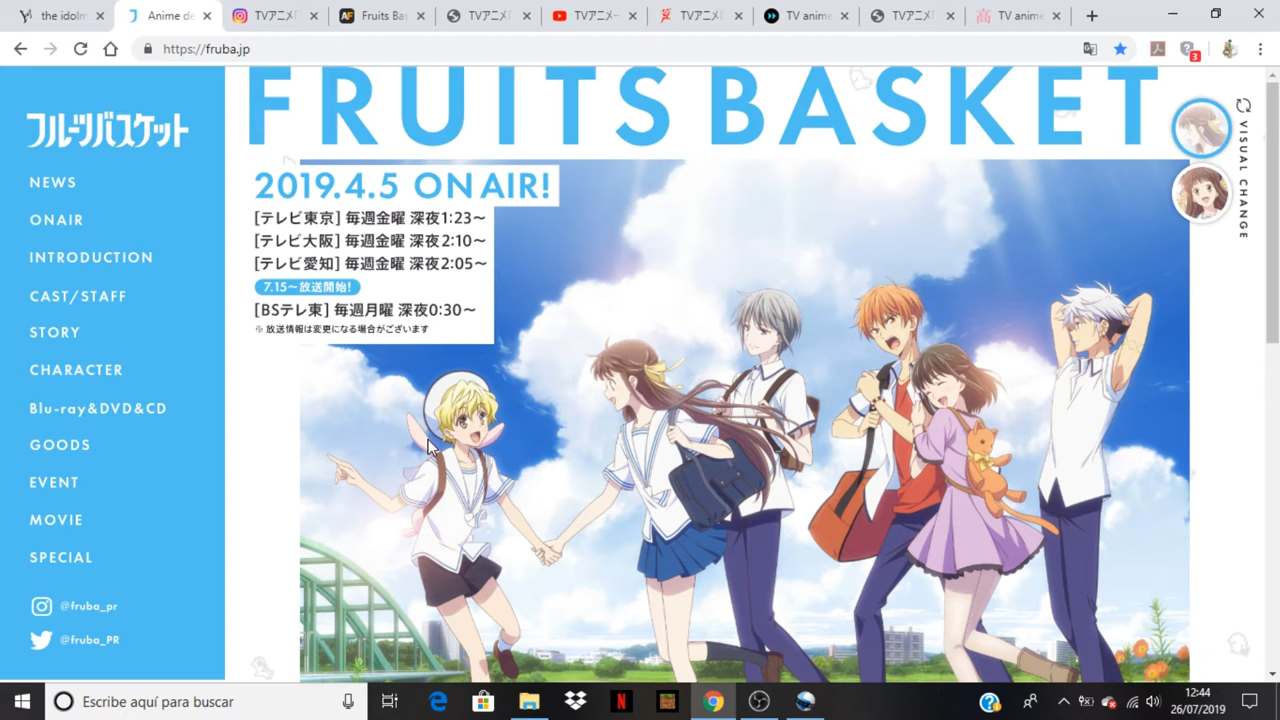 the idolm
Anime de
TVアニメ『
Fruits Bas
TVアニメ『
TVアニメー
TVアニメ『
TV anime
TVアニメ『
TV anime
https://fruba.jp
3
フルーツバスケット
NEWS
ONAIR
INTRODUCTION
CAST/STAFF
STORY
CHARACTER
Blu-ray&DVD&CD
GOODS
EVENT
MOVIE
SPECIAL
@fruba_pr
@fruba_PR
FRUITS BASKET
2019.4.5 ON AIR!
[テレビ東京] 毎週金曜 深夜1:23〜
[テレビ大阪] 毎週金曜 深夜2:10〜
[テレビ愛知] 毎週金曜 深夜2:05〜
7.15〜放送開始!
[BSテレ東] 毎週月曜 深夜0:30〜
※ 放送情報は変更になる場合がございます
VISUAL CHANGE
Escribe aquí para buscar
12:44
26/07/2019